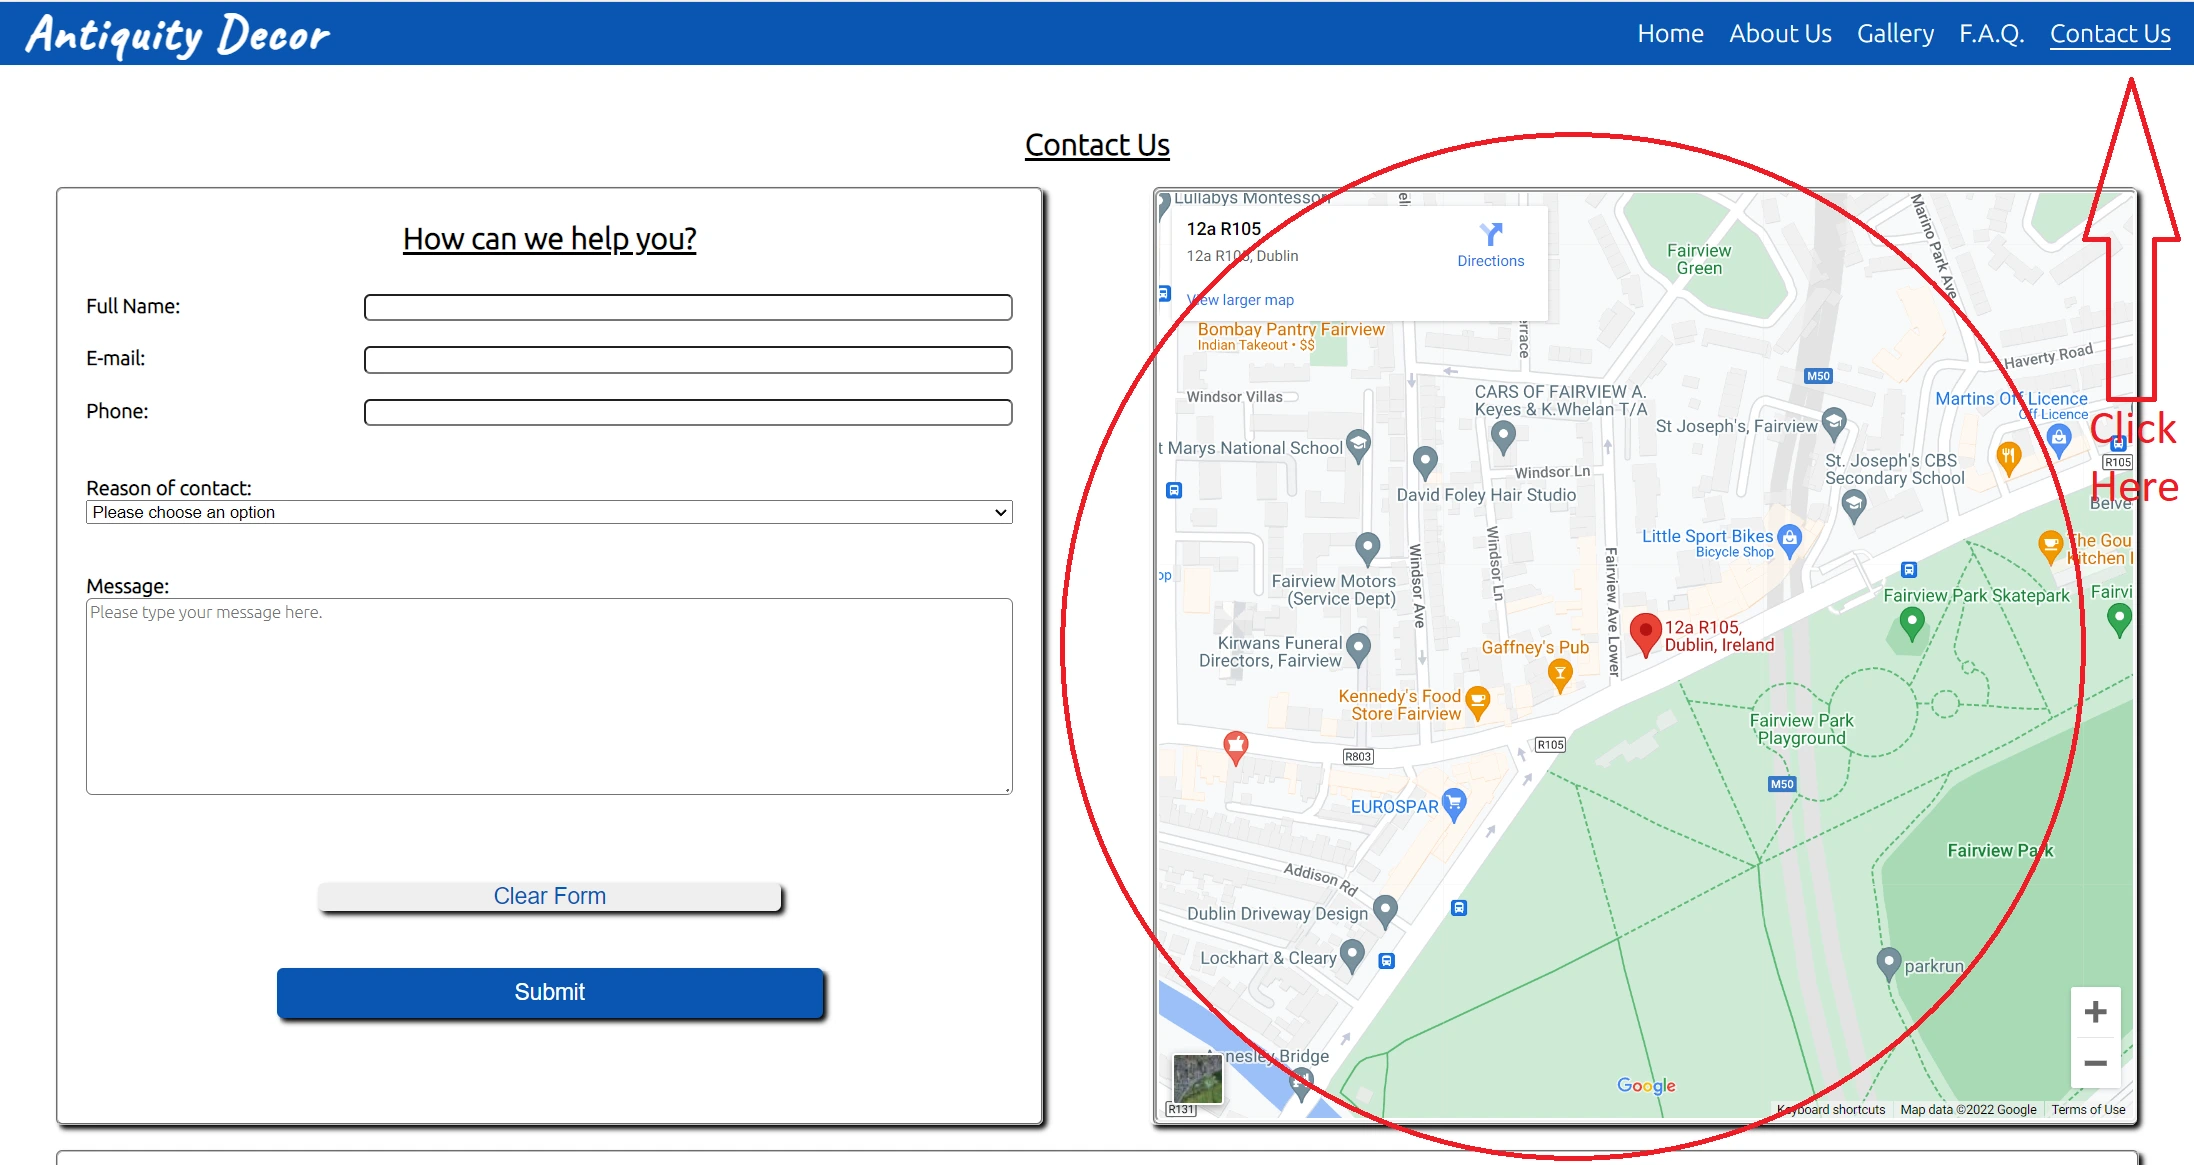 Antiquity Decor
Home About Us Gallery F.A.Q. Contact Us
Contact Us
How can we help you?
Full Name:
E-mail:
Phone:
Reason of contact:
Please choose an option
Message:
Please type your message here.
Clear Form
Submit
Lullabys Montessori
12a R105
12a R105, Dublin
Directions
View larger map
Bombay Pantry Fairview
Indian Takeout • $$
Fairview
Green
Marino Park Ave
Haverty Road
M50
Windsor Villas
CARS OF FAIRVIEW A.
Keyes & K.Whelan T/A
Martins Off Licence
Off Licence
Click
Here
St Joseph's, Fairview
t Marys National School
R105
St. Joseph's CBS
Secondary School
Windsor Ln
David Foley Hair Studio
Belve
Little Sport Bikes
Bicycle Shop
The Gou
Kitchen
Windsor Ave
Windsor Ln
Fairview Ave Lower
Fairview Motors
(Service Dept)
op
Fairview Park Skatepark
Fairvi
12a R105,
Dublin, Ireland
Kirwans Funeral
Directors, Fairview
Gaffney's Pub
Kennedy's Food
Store Fairview
Fairview Park
Playground
R105
R803
M50
EUROSPAR
Fairview Park
Addison Rd
Dublin Driveway Design
Lockhart & Cleary
parkrun
nesley Bridge
R131
Google
Keyboard shortcuts Map data ©2022 Google Terms of Use